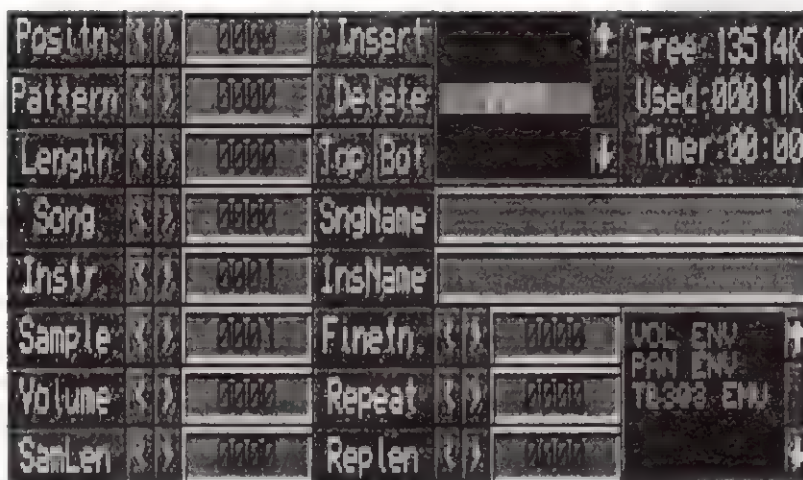 Positn 0000 Insert Free:13514K
Pattern 0000 Delete Used:00011K
Length 0000 Top Bot Timer:00:00
Song 0000 SngName
Instr. 0001 InsName
Sample 0001 Finetn. 0000 VOL ENV
PAN ENV
Volume 0000 Repeat 0000 TB303 EMU
SamLen 0000 Replen 0000